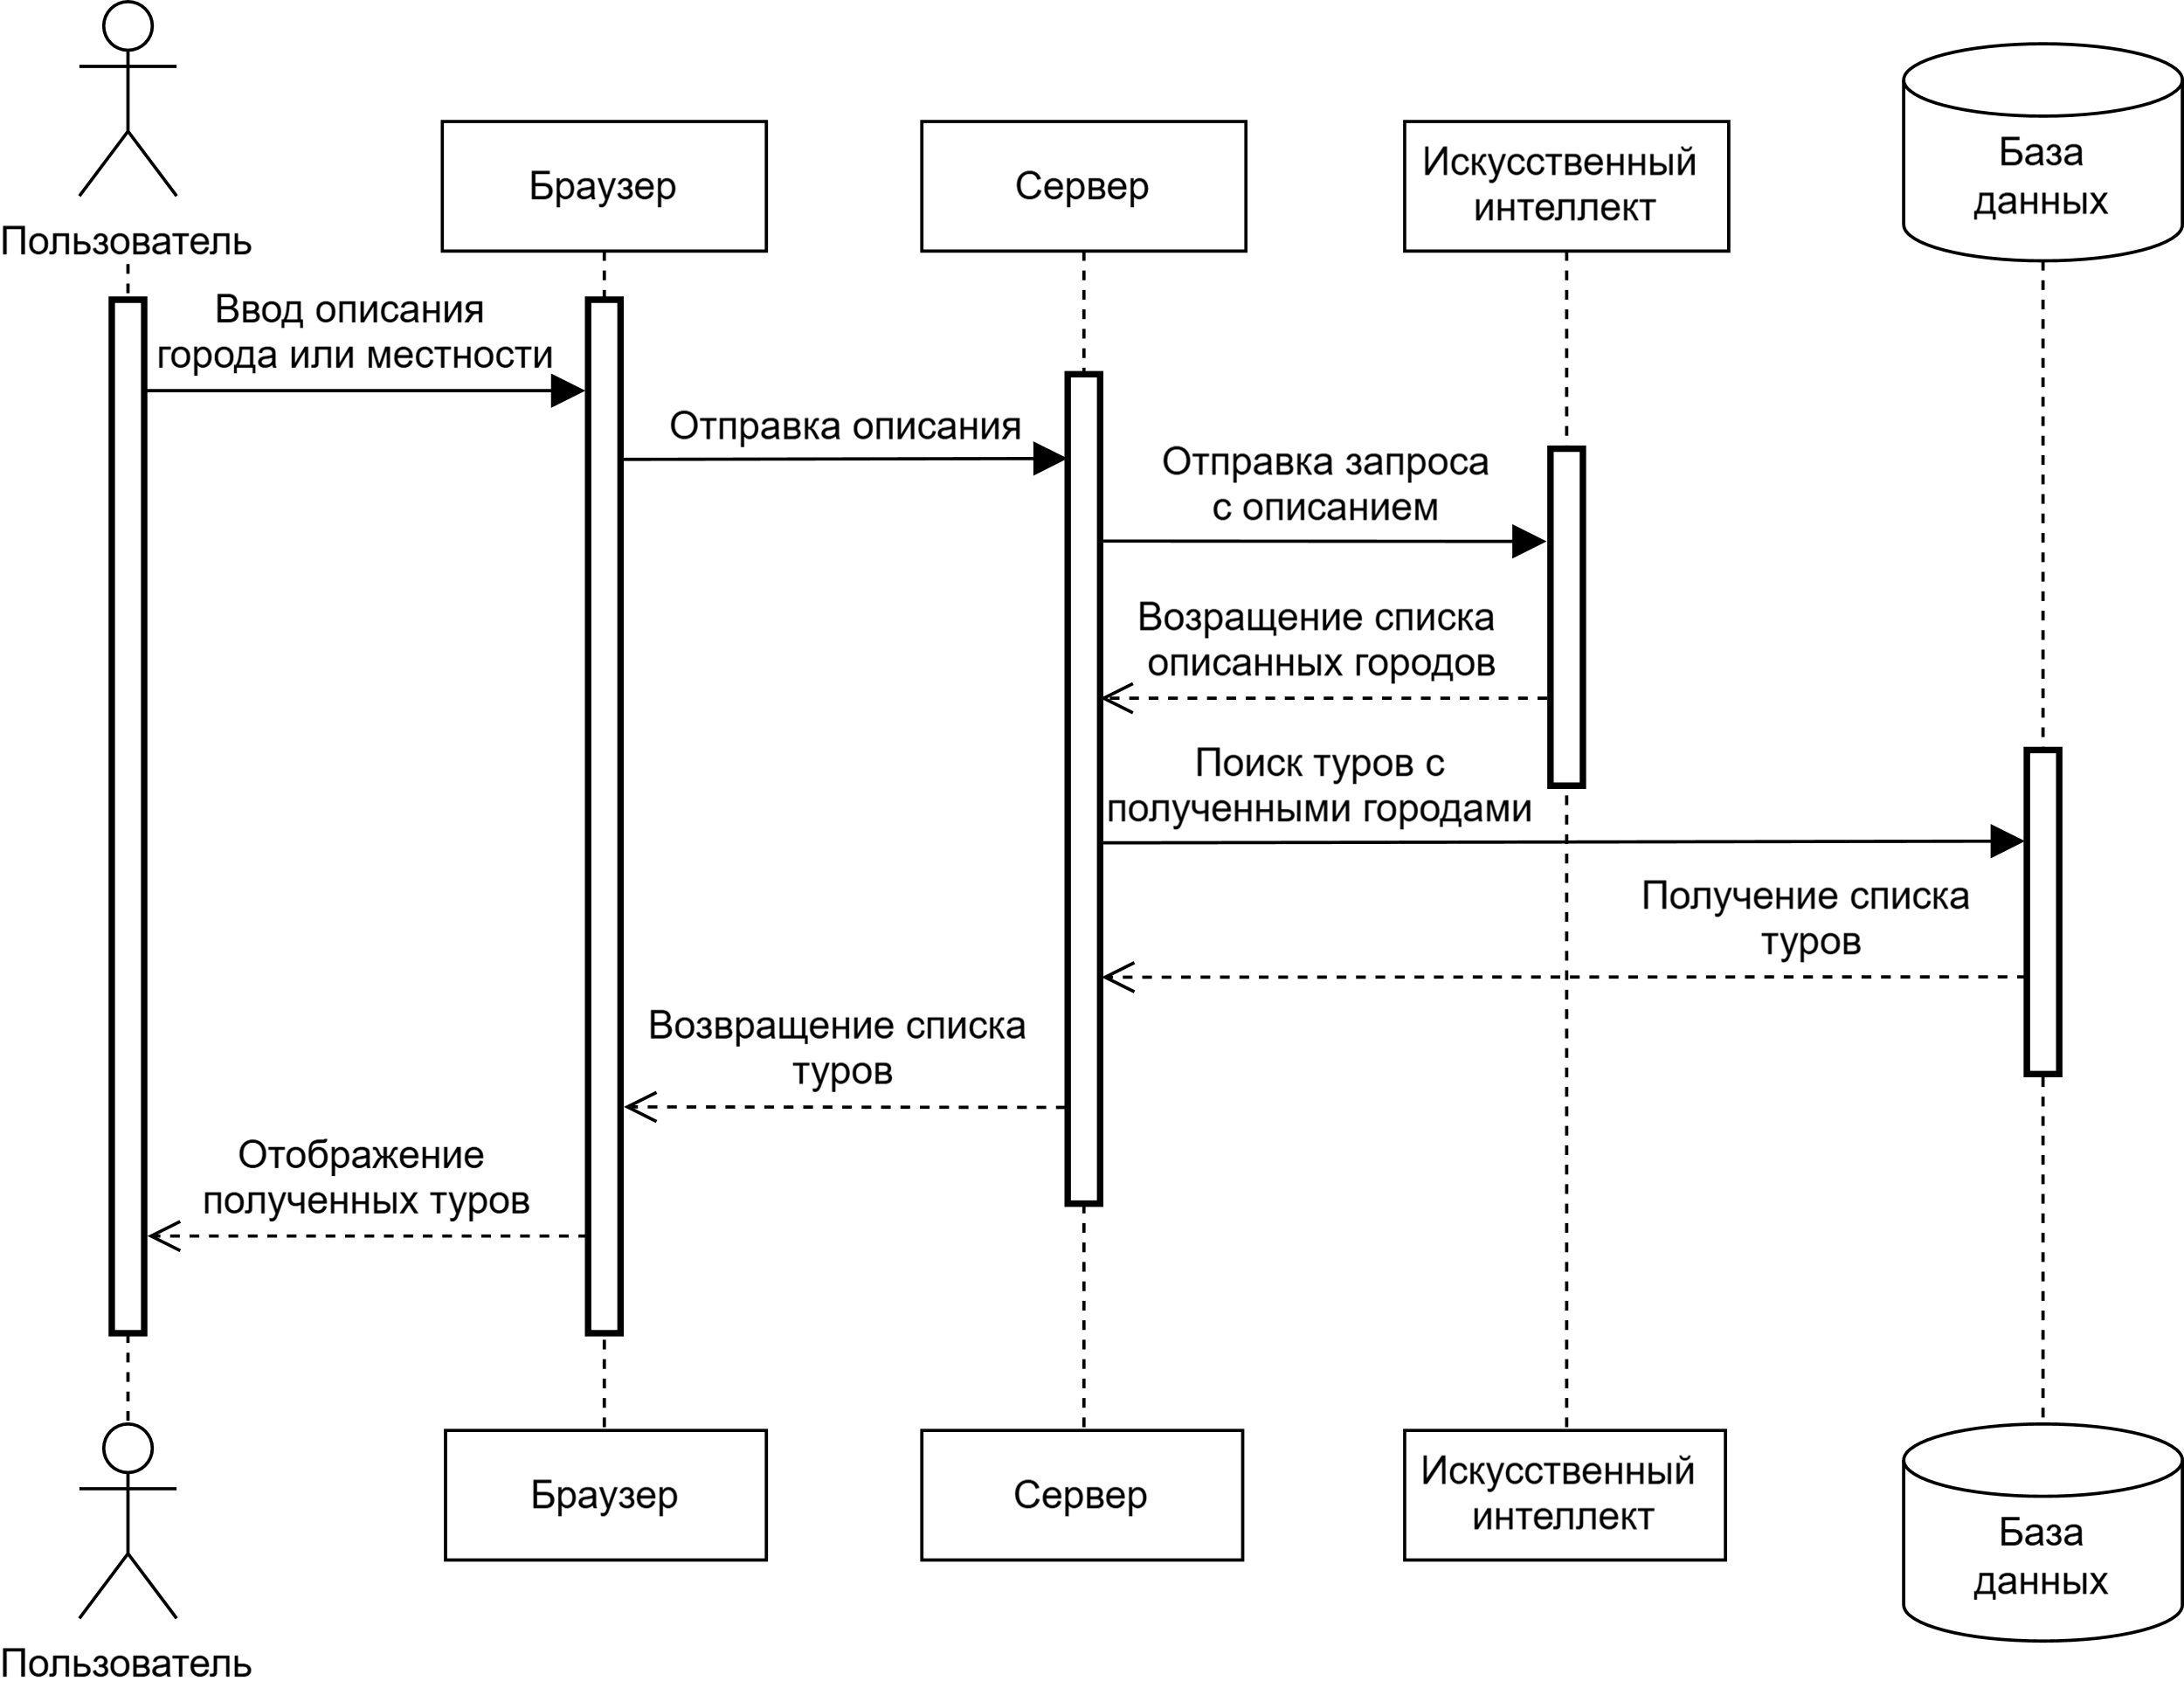 Пользователь
Браузер
Сервер
Искусственный
интеллект
База
данных
Ввод описания
города или местности
Отправка описания
Отправка запроса
с описанием
Возращение списка
описанных городов
Поиск туров с
полученными городами
Получение списка
туров
Возвращение списка
туров
Отображение
полученных туров
Пользователь
Браузер
Сервер
Искусственный
интеллект
База
данных